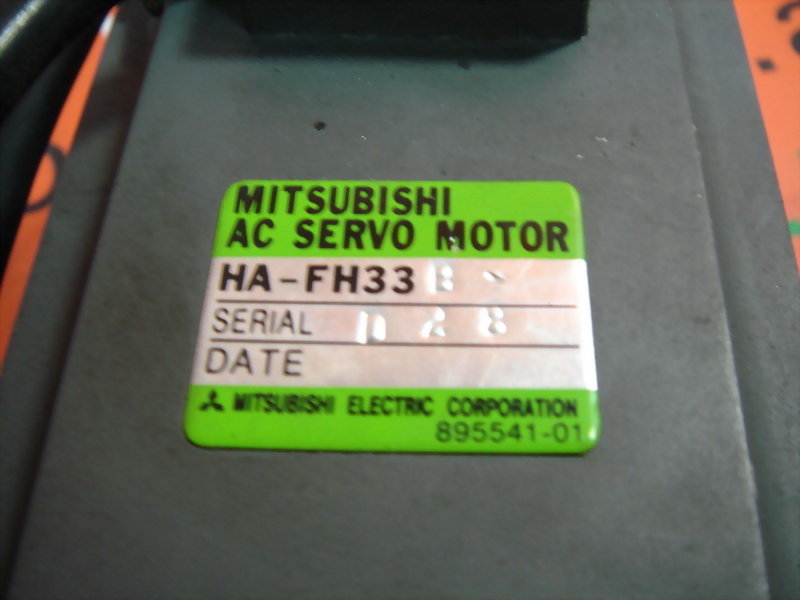 MITSUBISHI
AC SERVO MOTOR
HA-FH33
SERIAL
DATE
MITSUBISHI ELECTRIC CORPORATION
895541-01